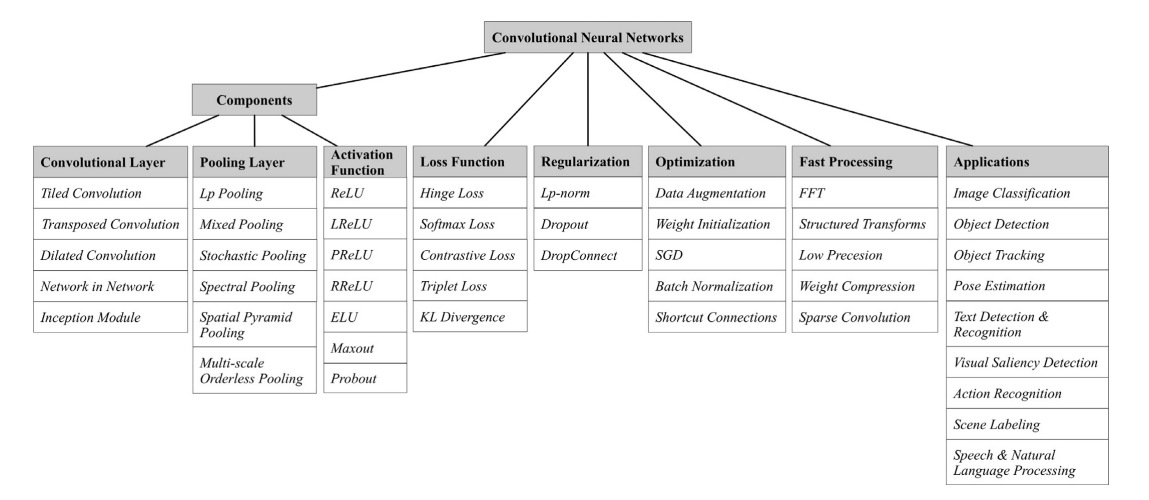 Convolutional Neural Networks
Components
Convolutional Layer
Tiled Convolution
Transposed Convolution
Dilated Convolution
Network in Network
Inception Module
Pooling Layer
Lp Pooling
Mixed Pooling
Stochastic Pooling
Spectral Pooling
Spatial Pyramid
Pooling
Multi-scale
Orderless Pooling
Activation
Function
ReLU
LReLU
PReLU
RReLU
ELU
Maxout
Probout
Loss Function
Hinge Loss
Softmax Loss
Contrastive Loss
Triplet Loss
KL Divergence
Regularization
Lp-norm
Dropout
DropConnect
Optimization
Data Augmentation
Weight Initialization
SGD
Batch Normalization
Shortcut Connections
Fast Processing
FFT
Structured Transforms
Low Precesion
Weight Compression
Sparse Convolution
Applications
Image Classification
Object Detection
Object Tracking
Pose Estimation
Text Detection &
Recognition
Visual Saliency Detection
Action Recognition
Scene Labeling
Speech & Natural
Language Processing